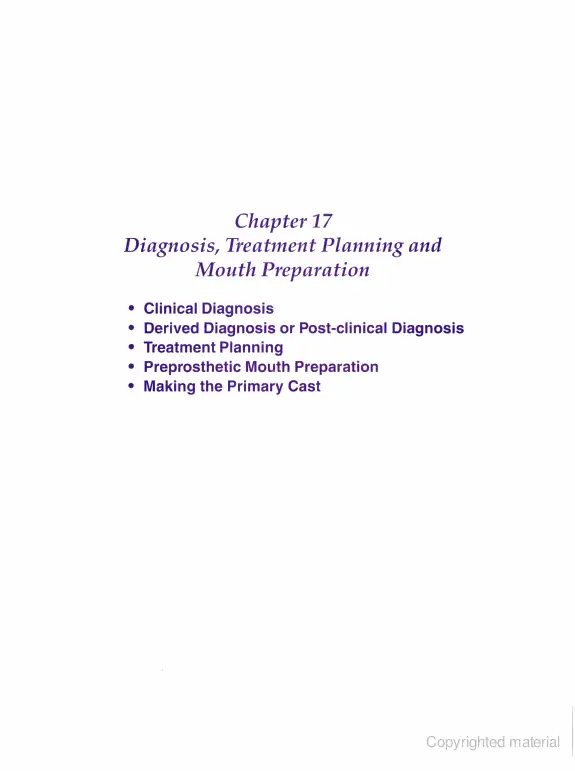 Chapter 17
Diagnosis, Treatment Planning and
Mouth Preparation
• Clinical Diagnosis
• Derived Diagnosis or Post-clinical Diagnosis
• Treatment Planning
• Preprosthetic Mouth Preparation
• Making the Primary Cast
Copyrighted material